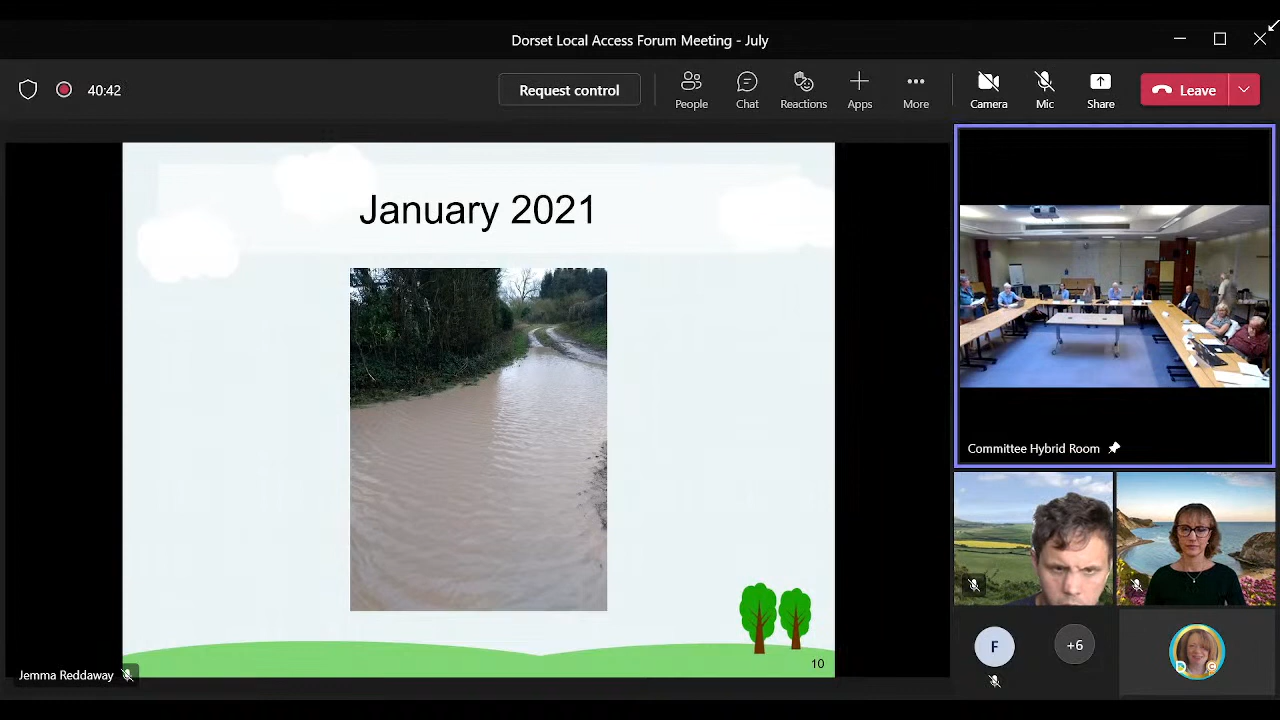 Dorset Local Access Forum Meeting - July
40:42
Request control
People
Chat
Reactions
Apps
More
Camera
Mic
Share
Leave
January 2021
10
Jemma Reddaway
Committee Hybrid Room
F
+6
D
C